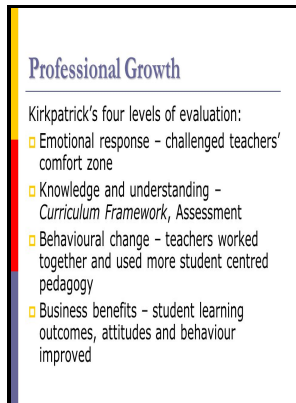 Professional Growth
Kirkpatrick's four levels of evaluation:
Emotional response – challenged teachers'
comfort zone
Knowledge and understanding –
Curriculum Framework, Assessment
Behavioural change – teachers worked
together and used more student centred
pedagogy
Business benefits – student learning
outcomes, attitudes and behaviour
improved